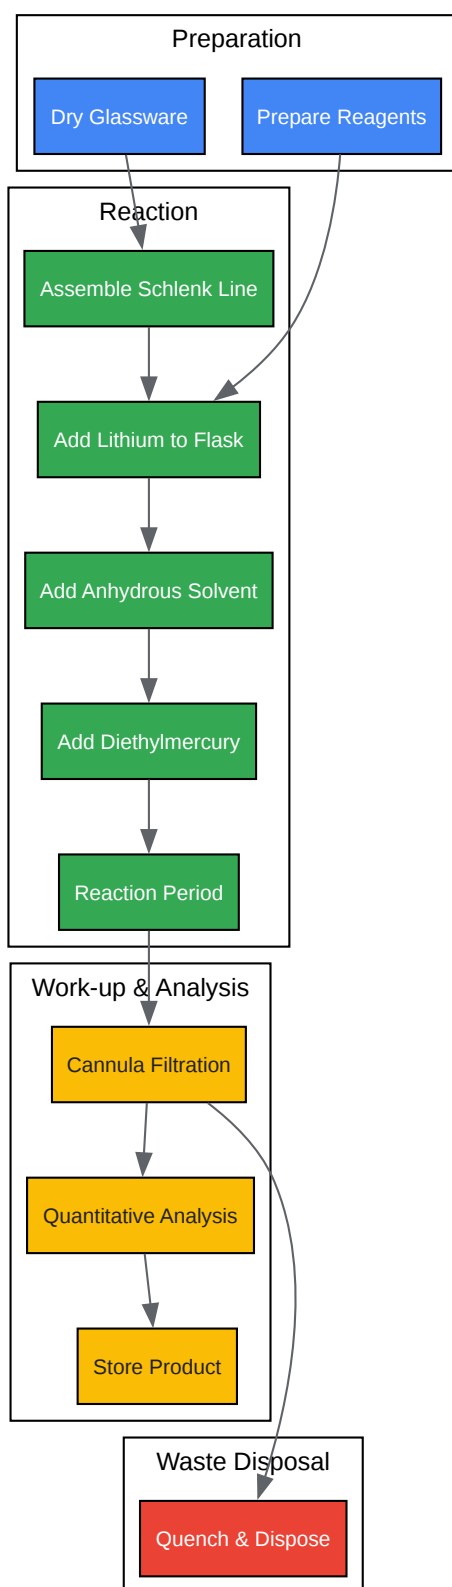 Preparation
Dry Glassware
Prepare Reagents
Reaction
Assemble Schlenk Line
Add Lithium to Flask
Add Anhydrous Solvent
Add Diethylmercury
Reaction Period
Work-up & Analysis
Cannula Filtration
Quantitative Analysis
Store Product
Waste Disposal
Quench & Dispose